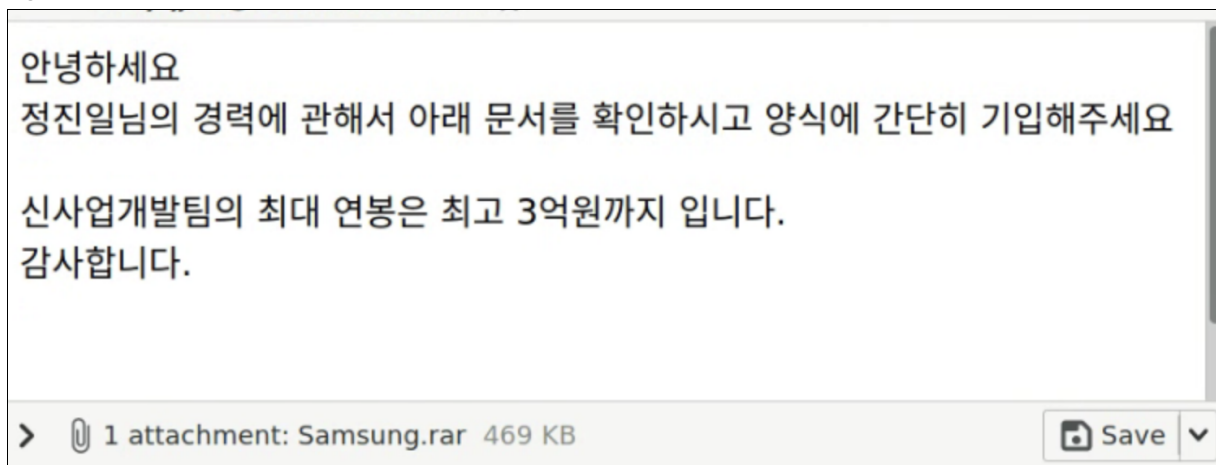 안녕하세요
정진일님의 경력에 관해서 아래 문서를 확인하시고 양식에 간단히 기입해주세요
신사업개발팀의 최대 연봉은 최고 3억원까지 입니다.
감사합니다.
1 attachment: Samsung.rar 469 KB Save